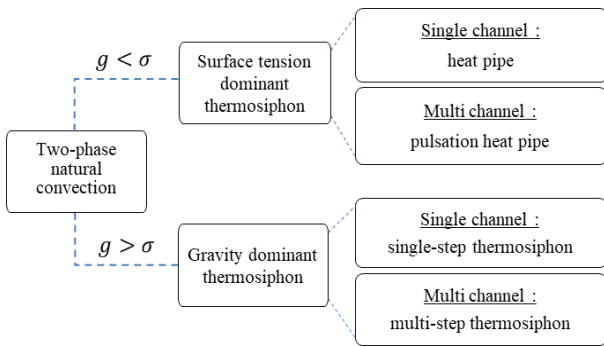 Two-phase
natural
convection
g < σ
Surface tension
dominant
thermosiphon
Single channel :
heat pipe
Multi channel :
pulsation heat pipe
g > σ
Gravity dominant
thermosiphon
Single channel :
single-step thermosiphon
Multi channel :
multi-step thermosiphon